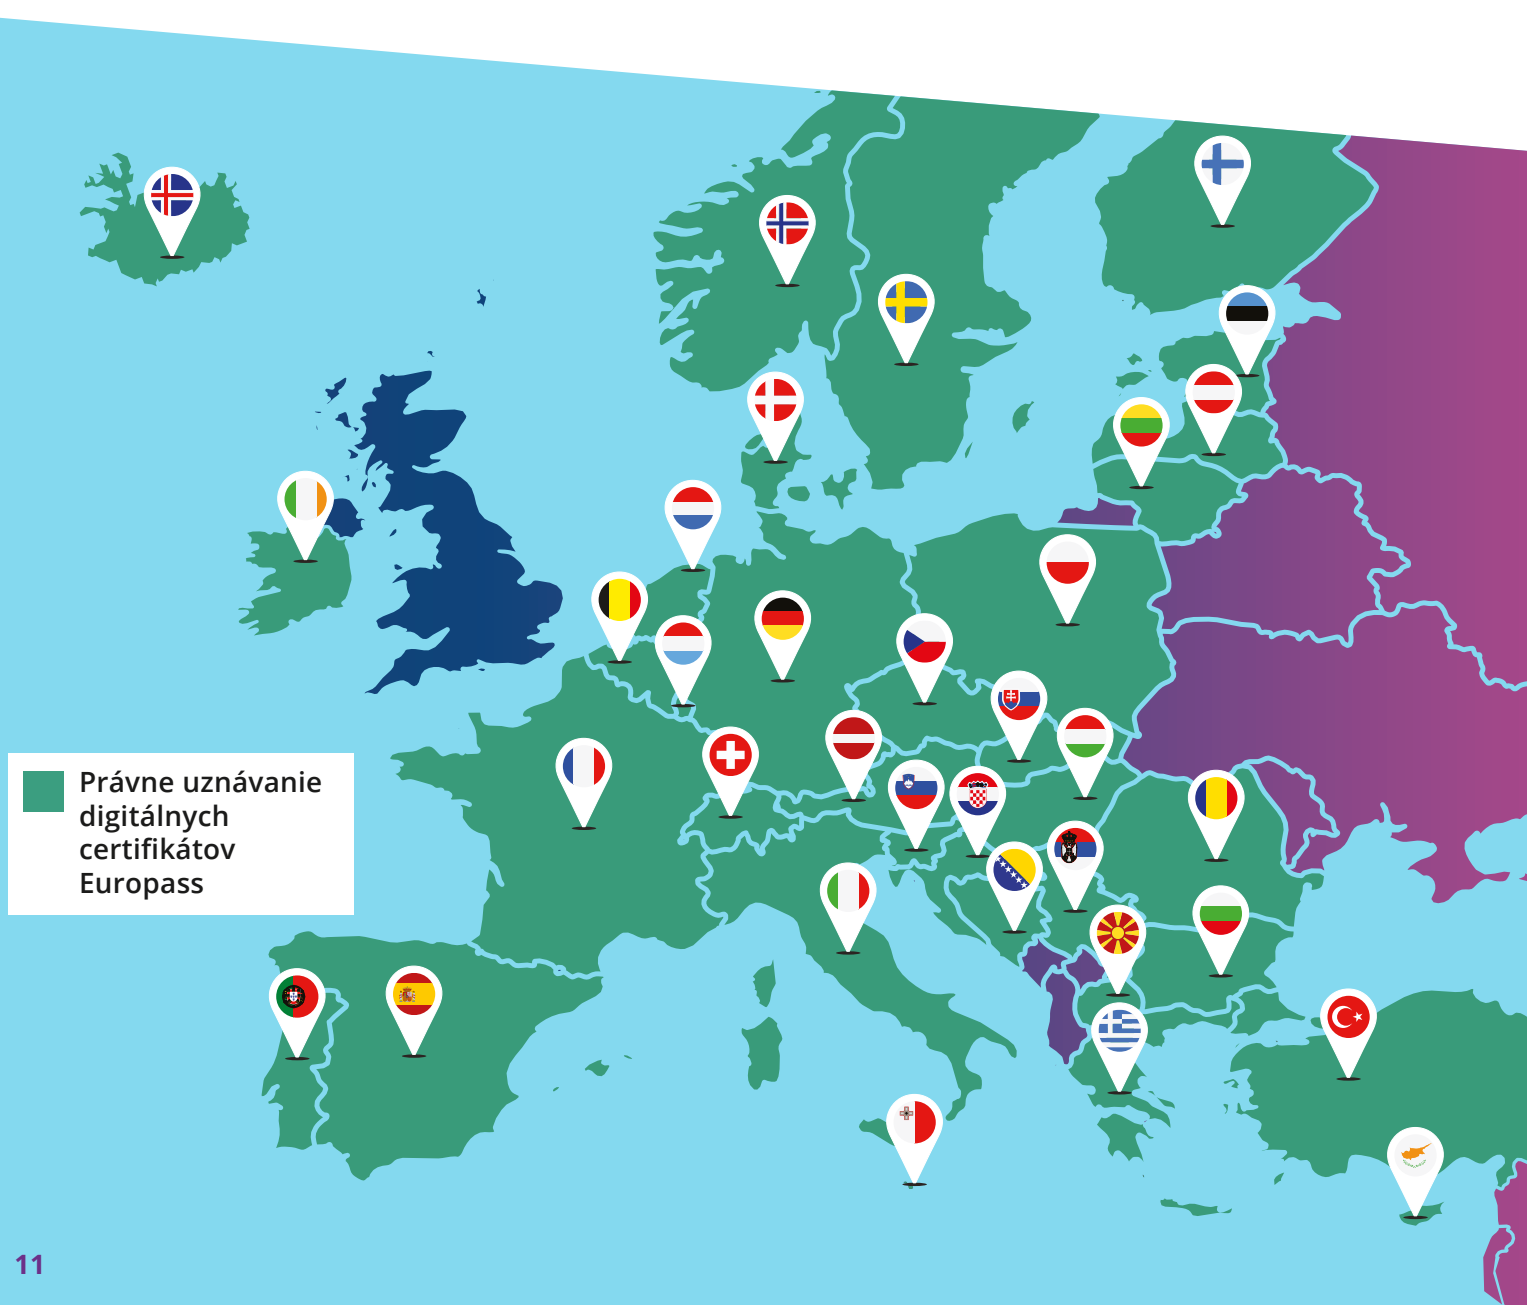 Právne uznávanie
digitálnych
certifikátov
Europass
11